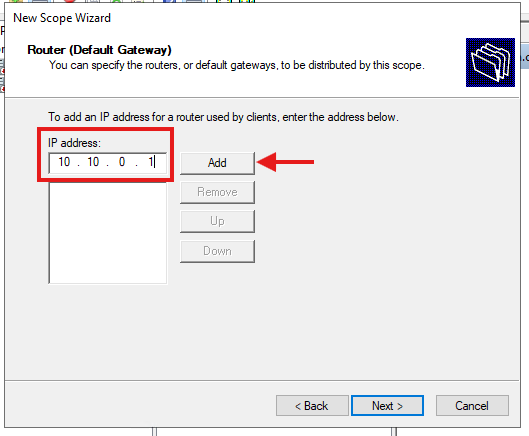 New Scope Wizard
Router (Default Gateway)
You can specify the routers, or default gateways, to be distributed by this scope.
To add an IP address for a router used by clients, enter the address below.
IP address:
10 . 10 . 0 . 1
Add
Remove
Up
Down
< Back
Next >
Cancel